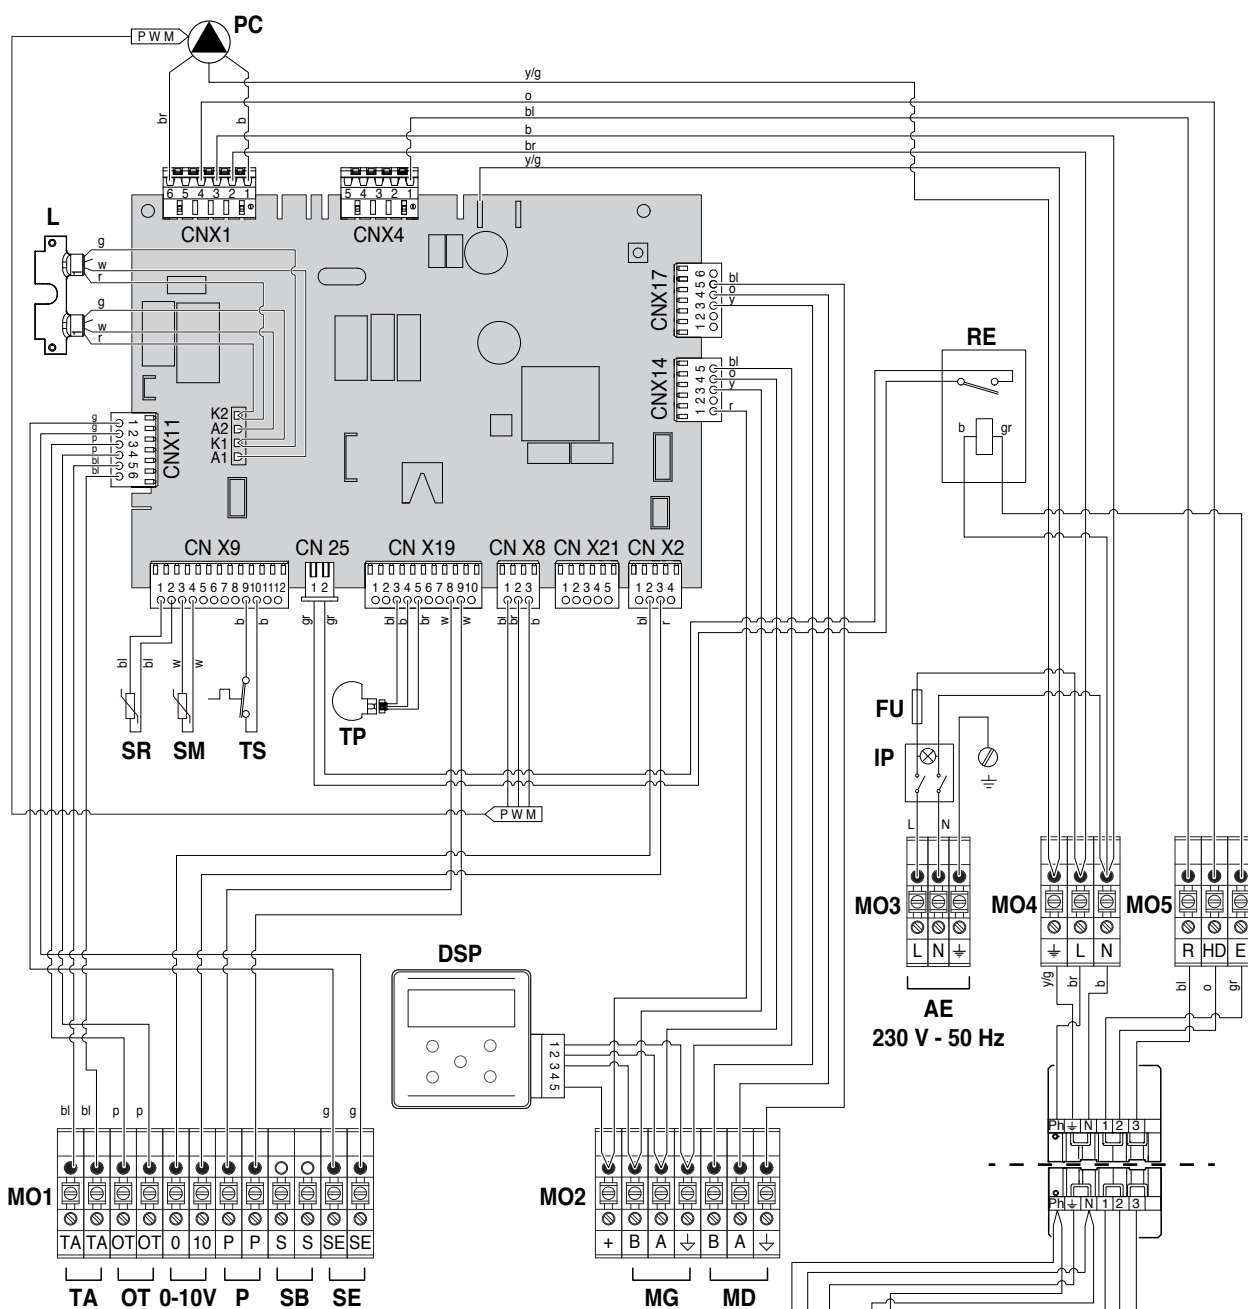 PC
P W M
y/g
o
bl
b
br
y/g
br
b
6 5 4 3 2 1
5 4 3 2 1
CNX1
CNX4
L
g
w
r
g
w
r
CNX17
1 2 3 4 5 6
bl
o
y
CNX14
1 2 3 4 5
bl
o
y
r
RE
b
gr
K2
A2
K1
A1
g
g
p
p
bl
bl
1 2 3 4 5 6
CNX11
CN X9
CN 25
CN X19
CN X8
CN X21
CN X2
1 2 3 4 5 6 7 8 9 10 11 12
1 2
1 2 3 4 5 6 7 8 9 10
1 2 3
1 2 3 4 5
1 2 3 4
b
b
gr
gr
bl
b
br
w
w
bl
br
b
bl
r
bl
bl
w
w
SR
SM
TS
TP
FU
IP
P W M
L
N
MO3
MO4
MO5
L N
L N
R HD E
AE
230 V - 50 Hz
y/g
br
b
bl
o
gr
DSP
1 2 3 4 5
Ph N 1 2 3
Ph N 1 2 3
bl
bl
p
p
g
g
MO1
MO2
TA TA OT OT 0 10 P P S S SE SE
+ B A B A
TA OT 0-10V P SB SE
MG MD